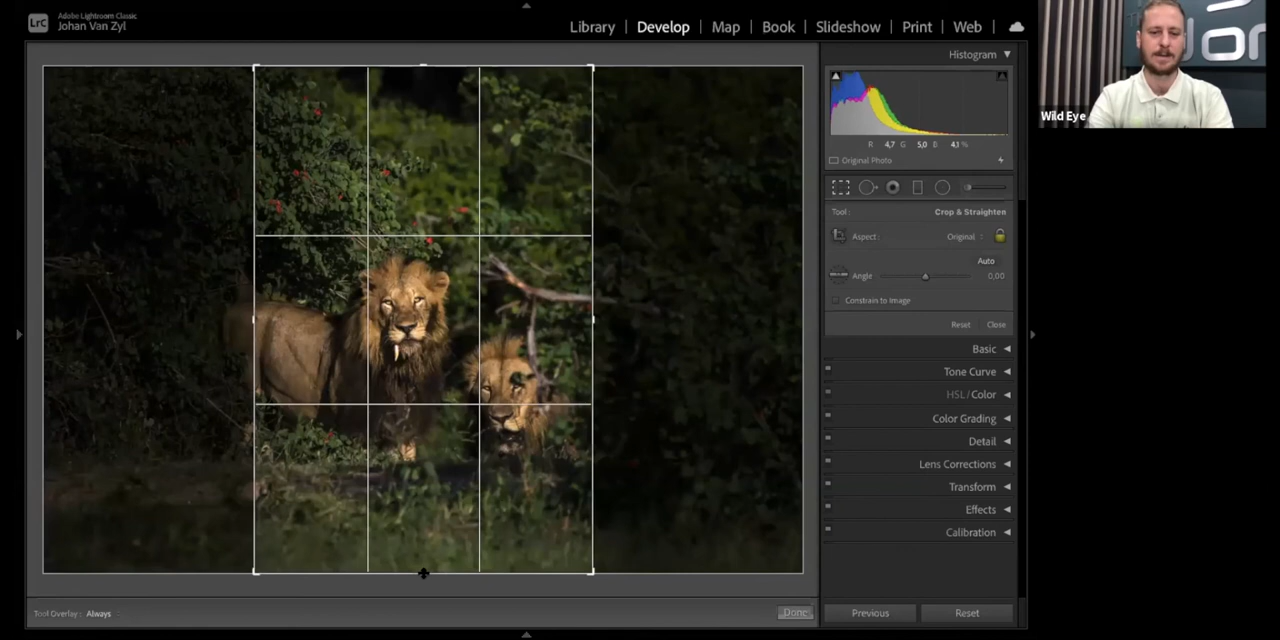 LrC
Adobe Lightroom Classic
Johan Van Zyl
Library | Develop | Map | Book | Slideshow | Print | Web
Histogram
R 4,7 G 5,0 B 4,1 %
Original Photo
Tool : Crop & Straighten
Aspect : Original
Auto
Angle 0,00
Constrain to Image
Reset Close
Basic
Tone Curve
HSL / Color
Color Grading
Detail
Lens Corrections
Transform
Effects
Calibration
Tool Overlay : Always
Done
Previous
Reset
Wild Eye